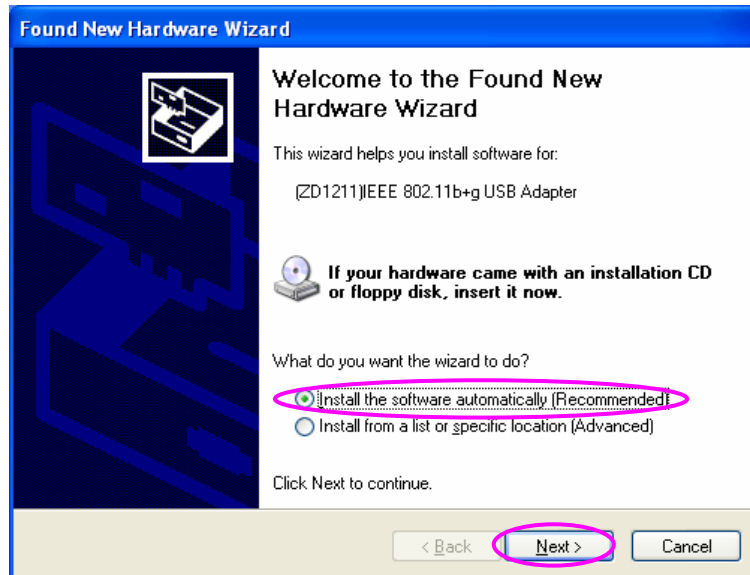 Found New Hardware Wizard
Welcome to the Found New
Hardware Wizard
This wizard helps you install software for:
(ZD1211)IEEE 802.11b+g USB Adapter
If your hardware came with an installation CD
or floppy disk, insert it now.
What do you want the wizard to do?
Install the software automatically (Recommended)
Install from a list or specific location (Advanced)
Click Next to continue.
< Back Next > Cancel